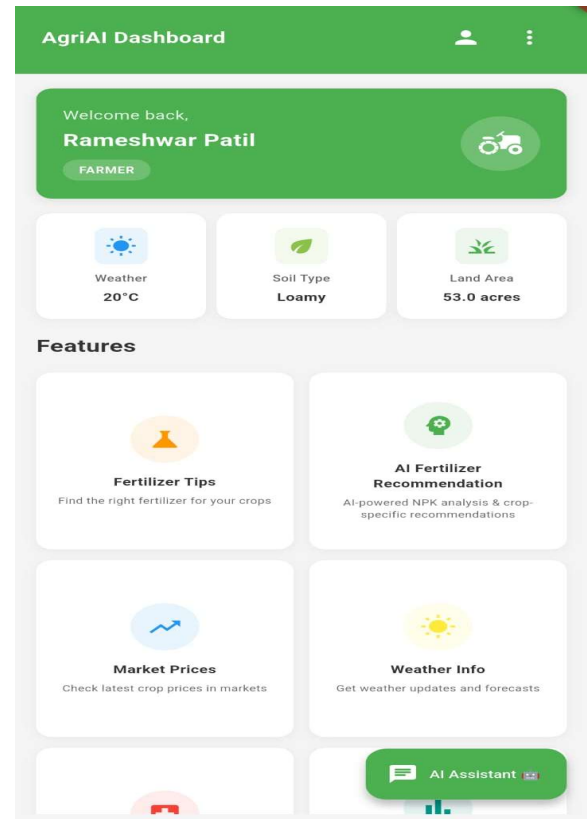 AgriAI Dashboard
Welcome back,
Rameshwar Patil
FARMER
Weather
20°C
Soil Type
Loamy
Land Area
53.0 acres
Features
Fertilizer Tips
Find the right fertilizer for your crops
AI Fertilizer
Recommendation
AI-powered NPK analysis & crop-
specific recommendations
Market Prices
Check latest crop prices in markets
Weather Info
Get weather updates and forecasts
AI Assistant 🤖